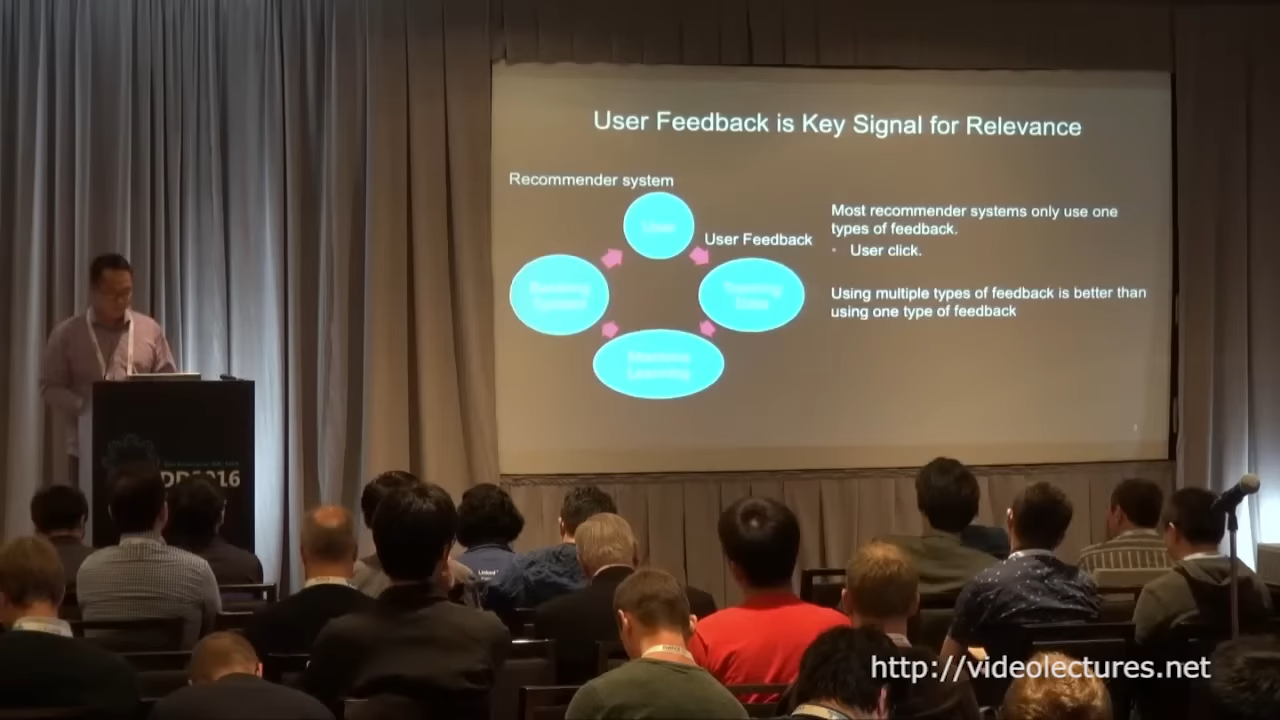 User Feedback is Key Signal for Relevance
Recommender system
User
User Feedback
Training
Data
Machine
Learning
Most recommender systems only use one
types of feedback.
• User click.
Using multiple types of feedback is better than
using one type of feedback
2016
Linked
http://videolectures.net